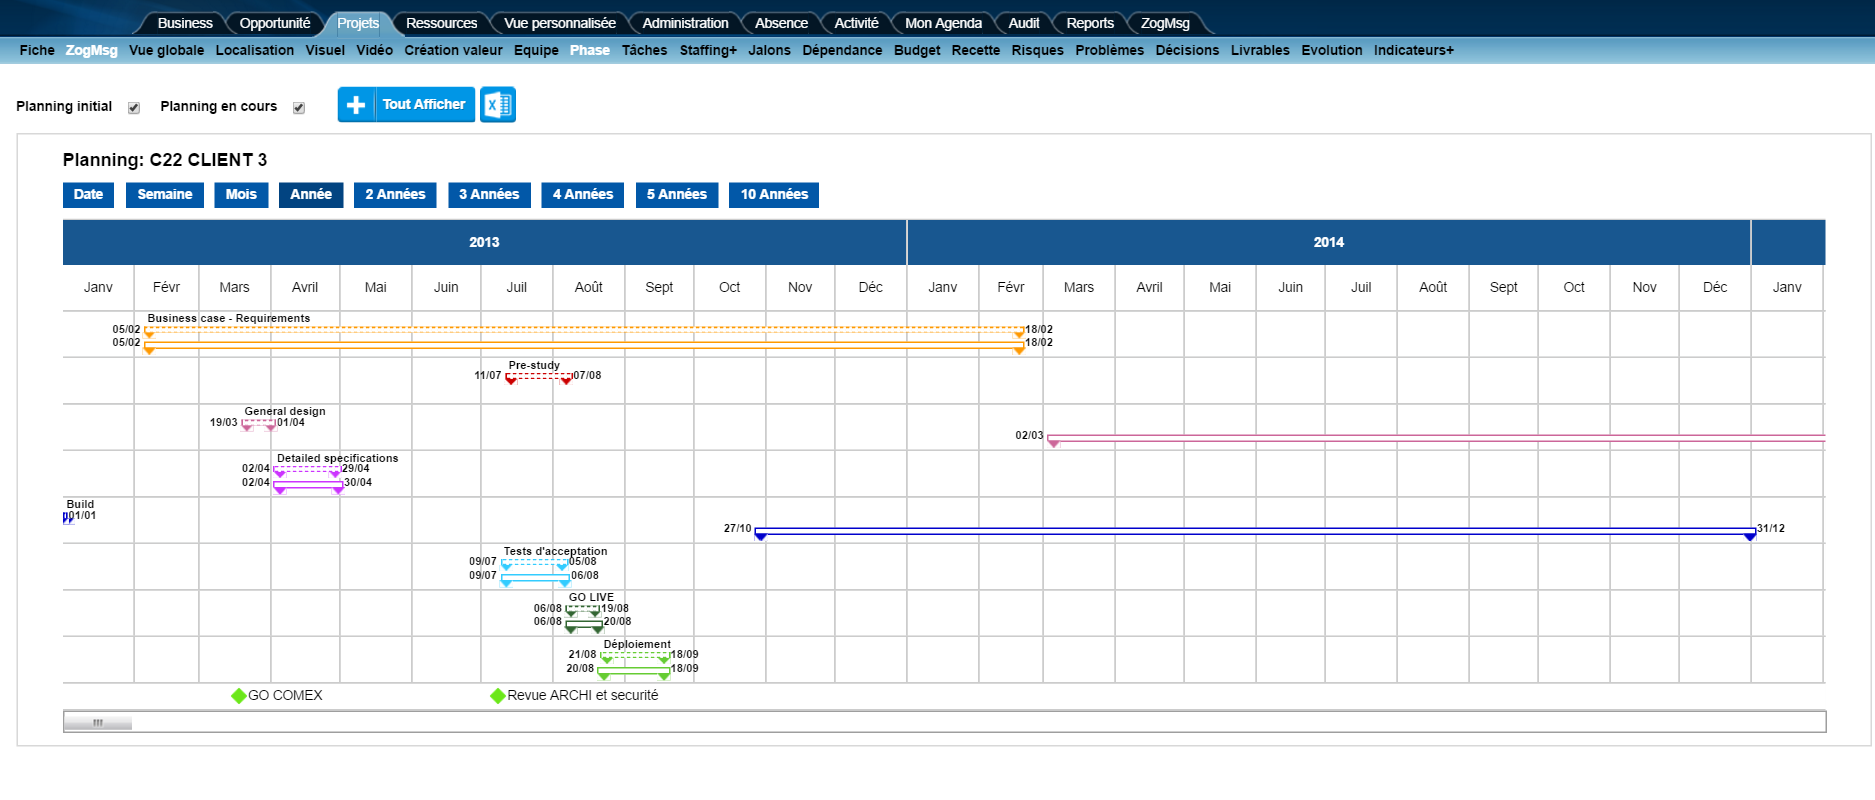 Business Opportunité Projets Ressources Vue personnalisée Administration Absence Activité Mon Agenda Audit Reports ZogMsg
Fiche ZogMsg Vue globale Localisation Visuel Vidéo Création valeur Equipe Phase Tâches Staffing+ Jalons Dépendance Budget Recette Risques Problèmes Décisions Livrables Evolution Indicateurs+
Planning initial Planning en cours Tout Afficher
Planning: C22 CLIENT 3
Date Semaine Mois Année 2 Années 3 Années 4 Années 5 Années 10 Années
2013 2014
Janv Févr Mars Avril Mai Juin Juil Août Sept Oct Nov Déc Janv Févr Mars Avril Mai Juin Juil Août Sept Oct Nov Déc Janv
Business case - Requirements
05/02 18/02
05/02 18/02
Pre-study
11/07 07/08
General design
19/03 01/04
02/03
Detailed specifications
02/04 29/04
02/04 30/04
Build
01/01
27/10 31/12
Tests d'acceptation
09/07 05/08
09/07 06/08
GO LIVE
06/08 19/08
06/08 20/08
Déploiement
21/08 18/09
20/08 18/09
GO COMEX Revue ARCHI et securité